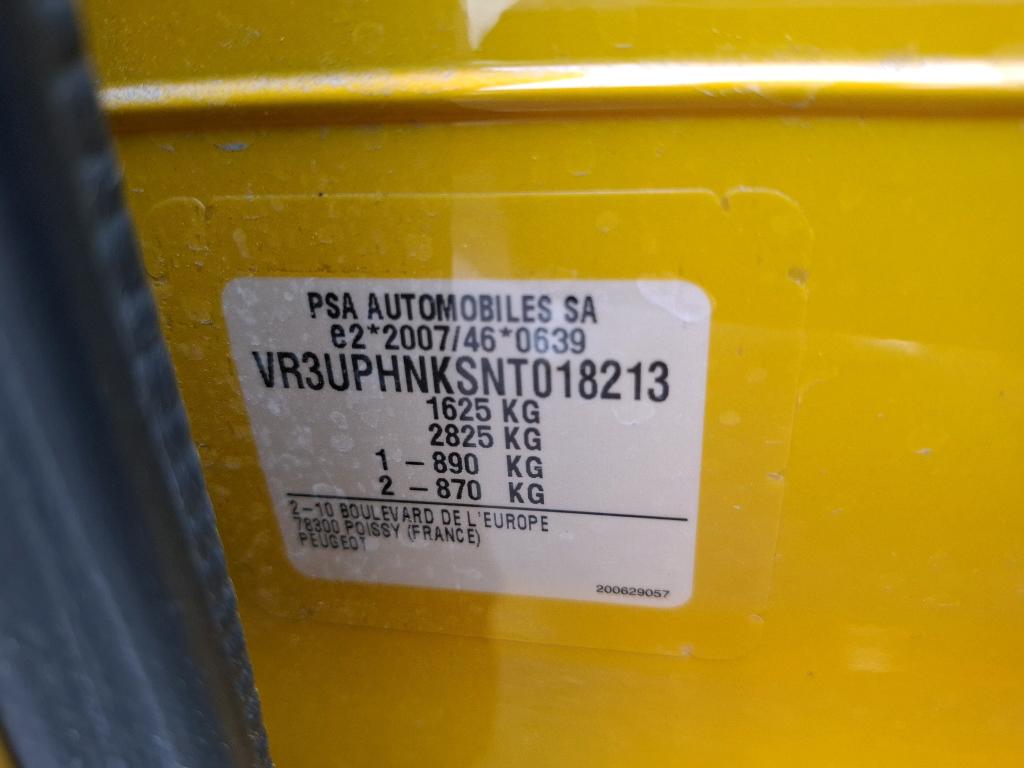 PSA AUTOMOBILES SA
e2*2007/46*0639
VR3UPHNKSNT018213
1625 KG
2825 KG
1 – 890 KG
2 – 870 KG
2–10 BOULEVARD DE L'EUROPE
78300 POISSY (FRANCE)
PEUGEOT
200629057